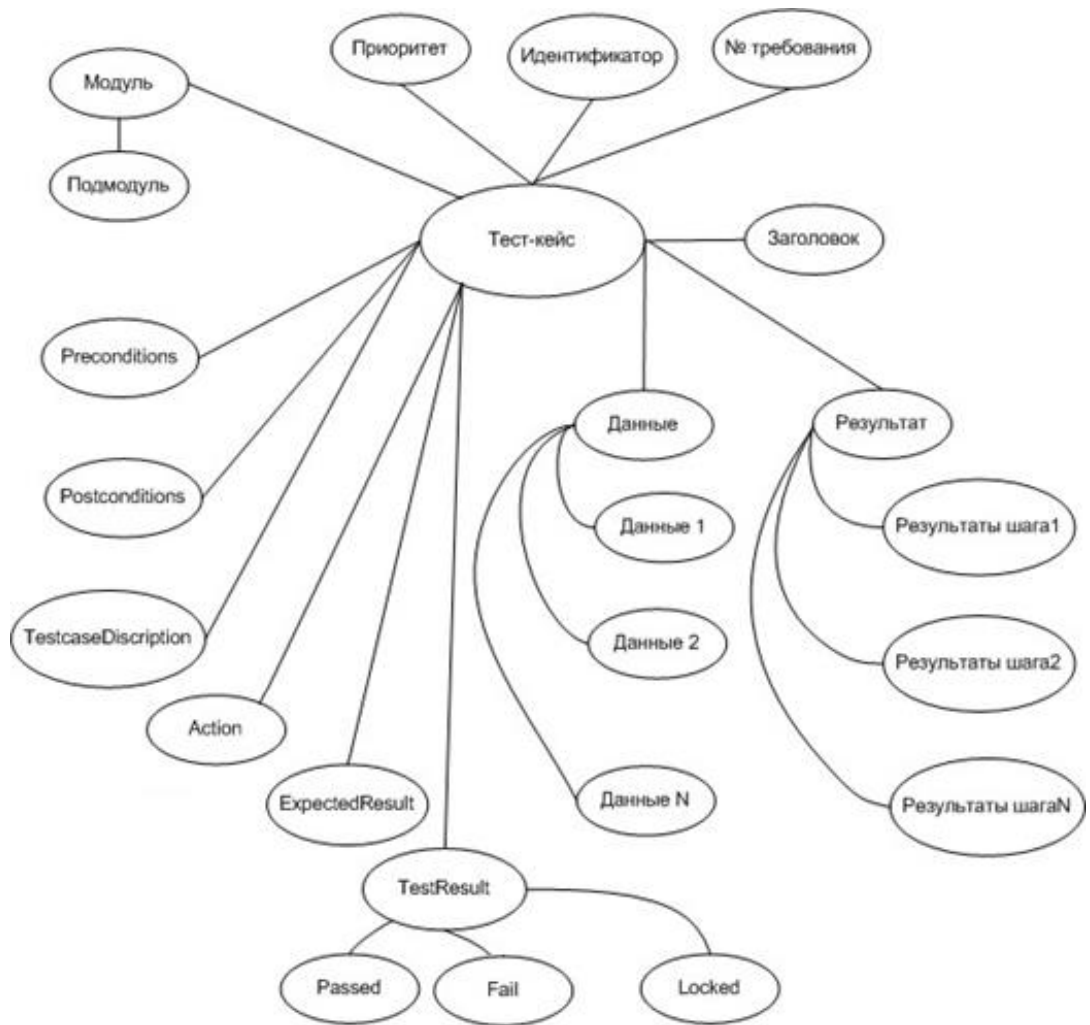 Приоритет
Идентификатор
№ требования
Модуль
Подмодуль
Тест-кейс
Заголовок
Preconditions
Данные
Результат
Postconditions
Данные 1
Результаты шага1
TestcaseDiscription
Данные 2
Результаты шага2
Action
ExpectedResult
Данные N
Результаты шагаN
TestResult
Passed
Fail
Locked